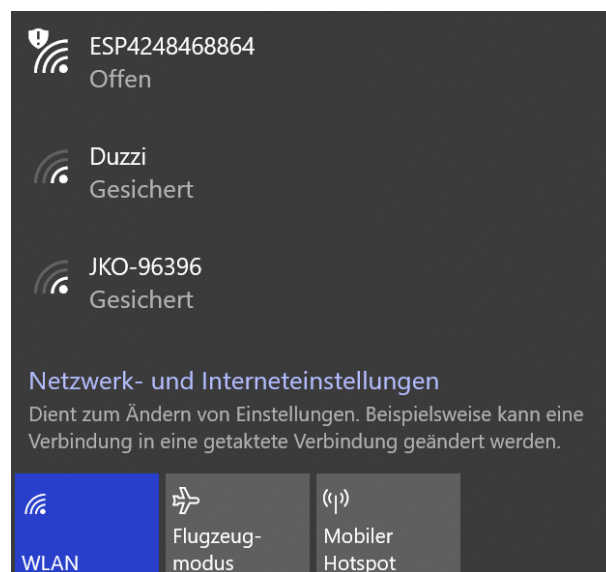 ESP4248468864
Offen
Duzzi
Gesichert
JKO-96396
Gesichert
Netzwerk- und Interneteinstellungen
Dient zum Ändern von Einstellungen. Beispielsweise kann eine
Verbindung in eine getaktete Verbindung geändert werden.
WLAN
Flugzeug-
modus
Mobiler
Hotspot